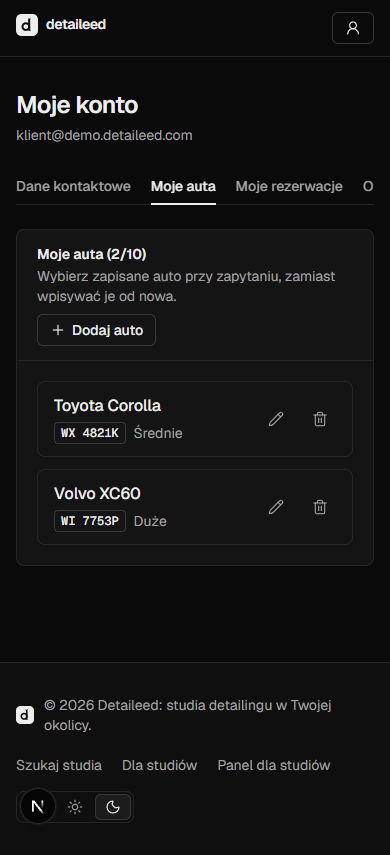 d detaileed
Moje konto
klient@demo.detaileed.com
Dane kontaktowe Moje auta Moje rezerwacje O
Moje auta (2/10)
Wybierz zapisane auto przy zapytaniu, zamiast
wpisywać je od nowa.
+ Dodaj auto
Toyota Corolla
WX 4821K Średnie
Volvo XC60
WI 7753P Duże
d © 2026 Detaileed: studia detailingu w Twojej
okolicy.
Szukaj studia Dla studiów Panel dla studiów
N